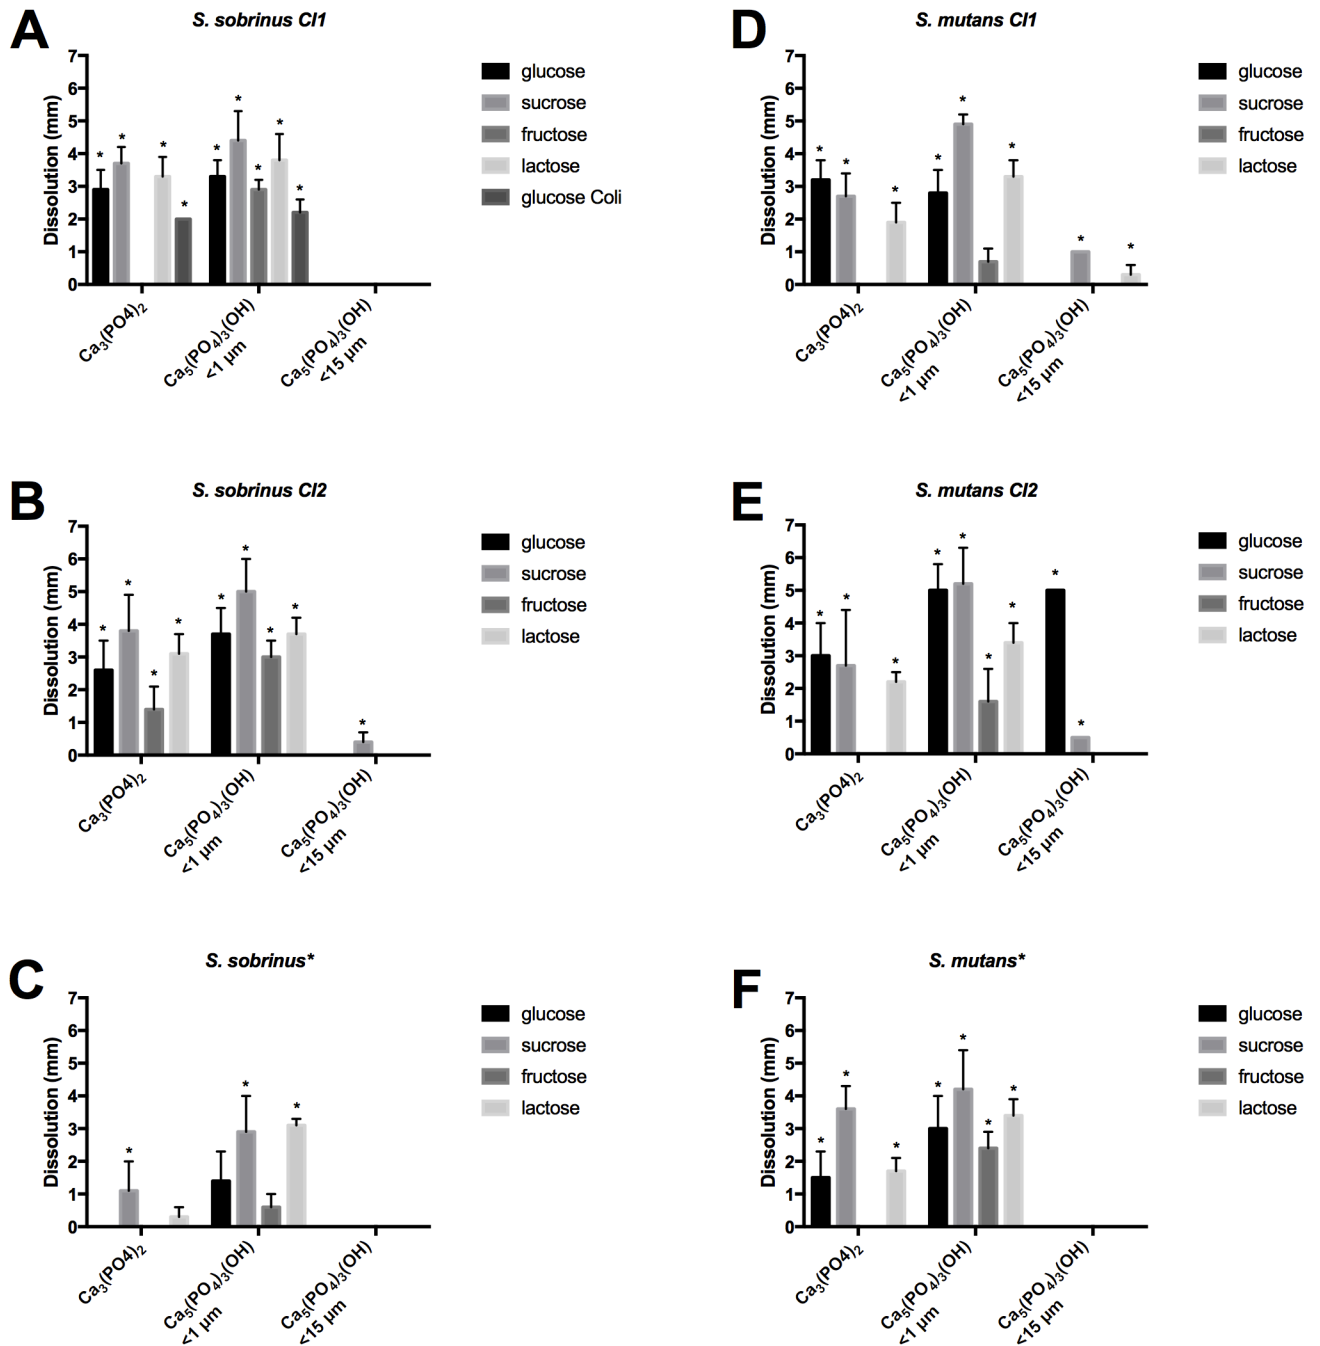 A
S. sobrinus Cl1
Dissolution (mm)
7
6
5
4
3
2
1
0
* * * * * * * * *
Ca3(PO4)2
Ca5(PO4)3(OH)
<1 µm
Ca5(PO4)3(OH)
<15 µm
glucose
sucrose
fructose
lactose
glucose Coli
D
S. mutans Cl1
Dissolution (mm)
7
6
5
4
3
2
1
0
* * * * * * * *
Ca3(PO4)2
Ca5(PO4)3(OH)
<1 µm
Ca5(PO4)3(OH)
<15 µm
glucose
sucrose
fructose
lactose
B
S. sobrinus Cl2
Dissolution (mm)
7
6
5
4
3
2
1
0
* * * * * * * * *
Ca3(PO4)2
Ca5(PO4)3(OH)
<1 µm
Ca5(PO4)3(OH)
<15 µm
glucose
sucrose
fructose
lactose
E
S. mutans Cl2
Dissolution (mm)
7
6
5
4
3
2
1
0
* * * * * * * * *
Ca3(PO4)2
Ca5(PO4)3(OH)
<1 µm
Ca5(PO4)3(OH)
<15 µm
glucose
sucrose
fructose
lactose
C
S. sobrinus*
Dissolution (mm)
7
6
5
4
3
2
1
0
* * *
Ca3(PO4)2
Ca5(PO4)3(OH)
<1 µm
Ca5(PO4)3(OH)
<15 µm
glucose
sucrose
fructose
lactose
F
S. mutans*
Dissolution (mm)
7
6
5
4
3
2
1
0
* * * * * * *
Ca3(PO4)2
Ca5(PO4)3(OH)
<1 µm
Ca5(PO4)3(OH)
<15 µm
glucose
sucrose
fructose
lactose